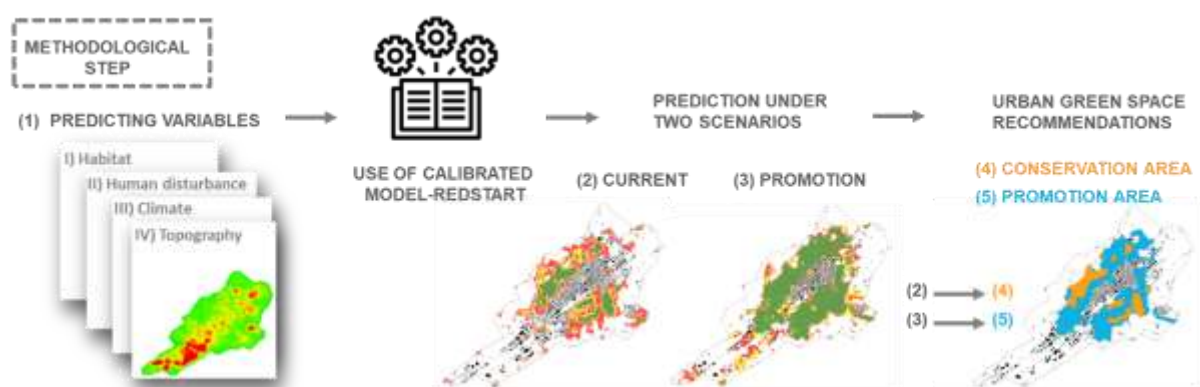 METHODOLOGICAL
STEP
(1) PREDICTING VARIABLES
I) Habitat
II) Human disturbance
III) Climate
IV) Topography
USE OF CALIBRATED
MODEL-REDSTART
PREDICTION UNDER
TWO SCENARIOS
(2) CURRENT
(3) PROMOTION
URBAN GREEN SPACE
RECOMMENDATIONS
(4) CONSERVATION AREA
(5) PROMOTION AREA
(2) (4)
(3) (5)